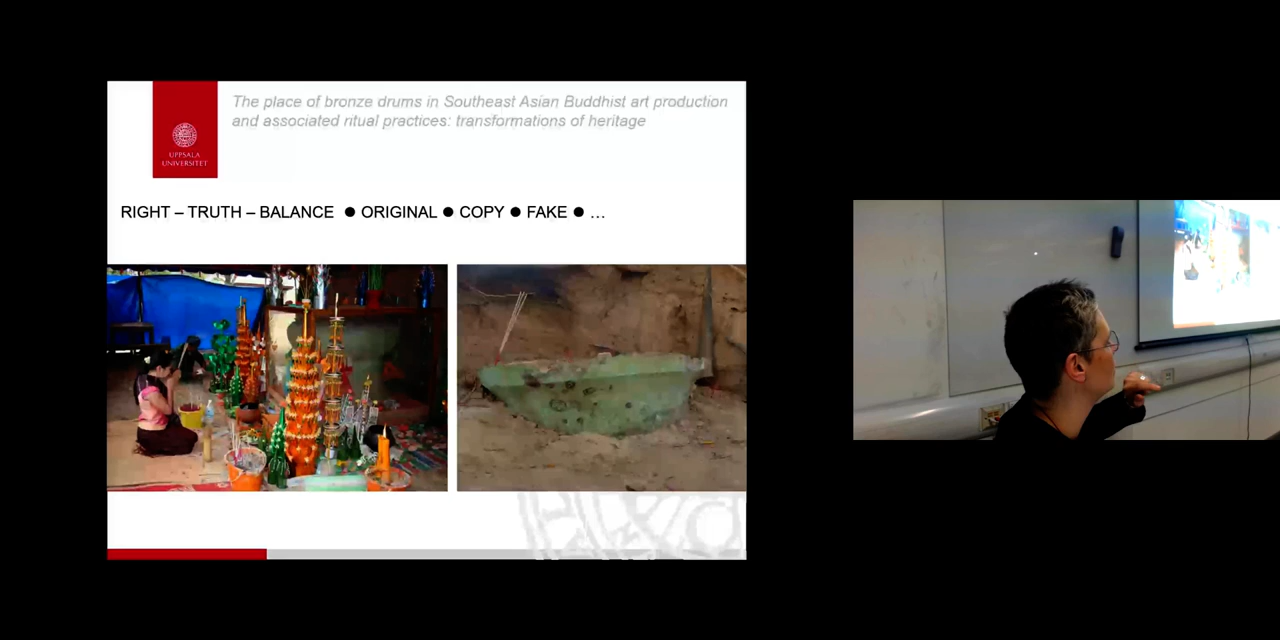 The place of bronze drums in Southeast Asian Buddhist art production
and associated ritual practices: transformations of heritage
UPPSALA
UNIVERSITET
RIGHT – TRUTH – BALANCE ● ORIGINAL ● COPY ● FAKE ● …